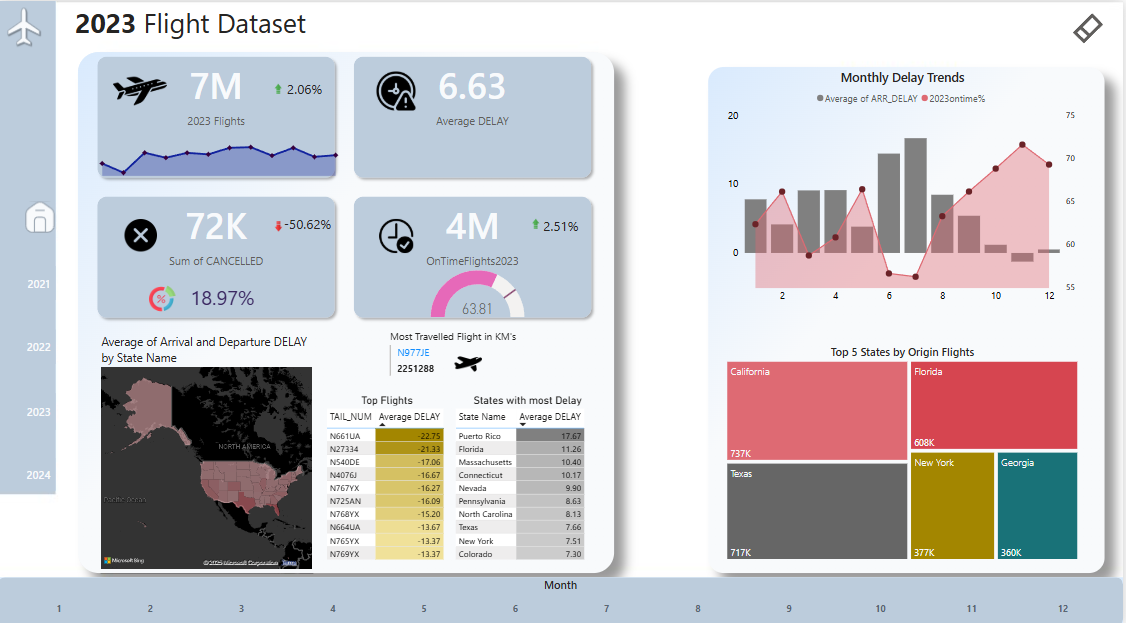 2023 Flight Dataset
7M
2.06%
2023 Flights
6.63
Average DELAY
72K
-50.62%
Sum of CANCELLED
%
18.97%
4M
2.51%
OnTimeFlights2023
63.81
2021
2022
2023
2024
Average of Arrival and Departure DELAY
by State Name
NORTH AMERICA
Pacific Ocean
Microsoft Bing
Microsoft Corporation
Terms
Most Travelled Flight in KM's
N977JE
2251288
Top Flights
TAIL_NUM Average DELAY
N661UA -22.75
N27334 -21.33
N540DE -17.06
N4076J -16.67
N767YX -16.27
N725AN -16.09
N768YX -15.20
N664UA -13.67
N765YX -13.37
N769YX -13.37
States with most Delay
State Name Average DELAY
Puerto Rico 17.67
Florida 11.26
Massachusetts 10.40
Connecticut 10.17
Nevada 9.90
Pennsylvania 8.63
North Carolina 8.13
Texas 7.66
New York 7.51
Colorado 7.30
Monthly Delay Trends
Average of ARR_DELAY 2023ontime%
20 75
70
10 65
0 60
55
2 4 6 8 10 12
Top 5 States by Origin Flights
California
737K
Florida
608K
Texas
717K
New York
377K
Georgia
360K
Month
1 2 3 4 5 6 7 8 9 10 11 12